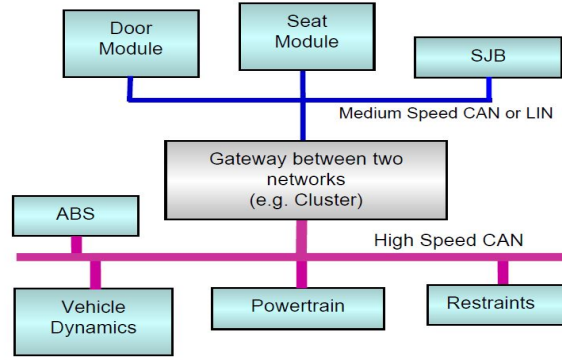 Door
Module
Seat
Module
SJB
Medium Speed CAN or LIN
Gateway between two
networks
(e.g. Cluster)
ABS
High Speed CAN
Vehicle
Dynamics
Powertrain
Restraints